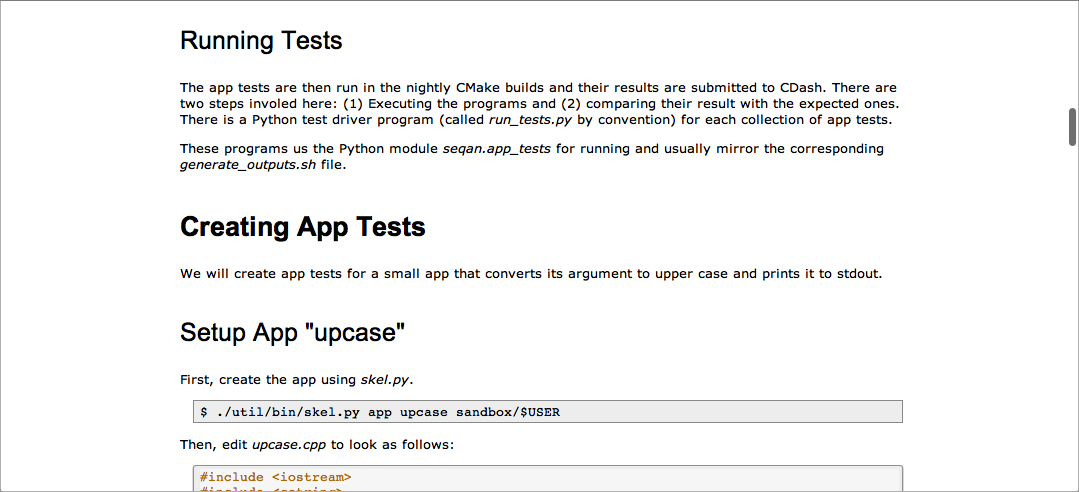 Running Tests
The app tests are then run in the nightly CMake builds and their results are submitted to CDash. There are
two steps involed here: (1) Executing the programs and (2) comparing their result with the expected ones.
There is a Python test driver program (called run_tests.py by convention) for each collection of app tests.
These programs us the Python module seqan.app_tests for running and usually mirror the corresponding
generate_outputs.sh file.
Creating App Tests
We will create app tests for a small app that converts its argument to upper case and prints it to stdout.
Setup App "upcase"
First, create the app using skel.py.
$ ./util/bin/skel.py app upcase sandbox/$USER
Then, edit upcase.cpp to look as follows:
#include <iostream>